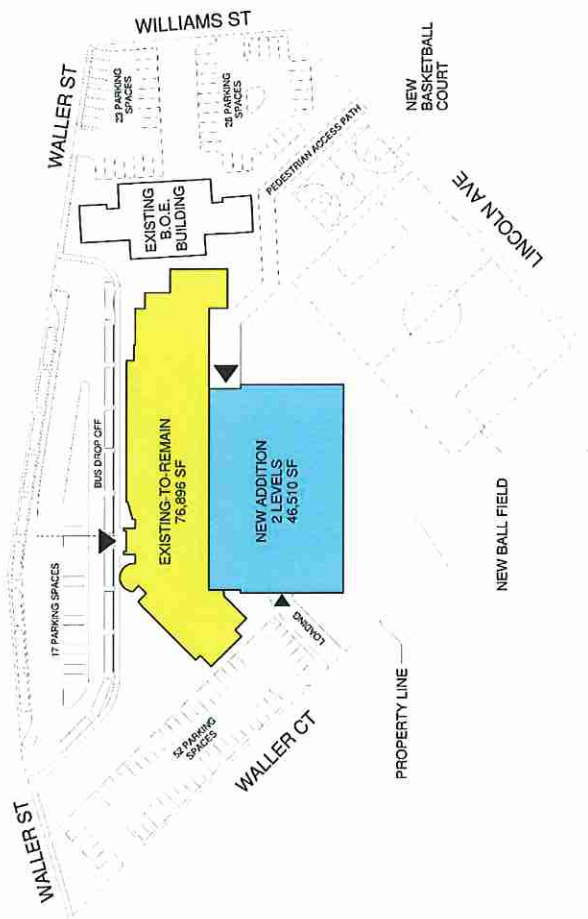 WALLER ST
WILLIAMS ST
23 PARKING
SPACES
26 PARKING
SPACES
EXISTING
B.O.E.
BUILDING
PEDESTRIAN ACCESS PATH
NEW
BASKETBALL
COURT
LINCOLN AVE
BUS DROP OFF
EXISTING-TO-REMAIN
76,896 SF
NEW ADDITION
2 LEVELS
46,510 SF
NEW BALL FIELD
17 PARKING SPACES
LOADING
52 PARKING
SPACES
WALLER CT
PROPERTY LINE
WALLER ST